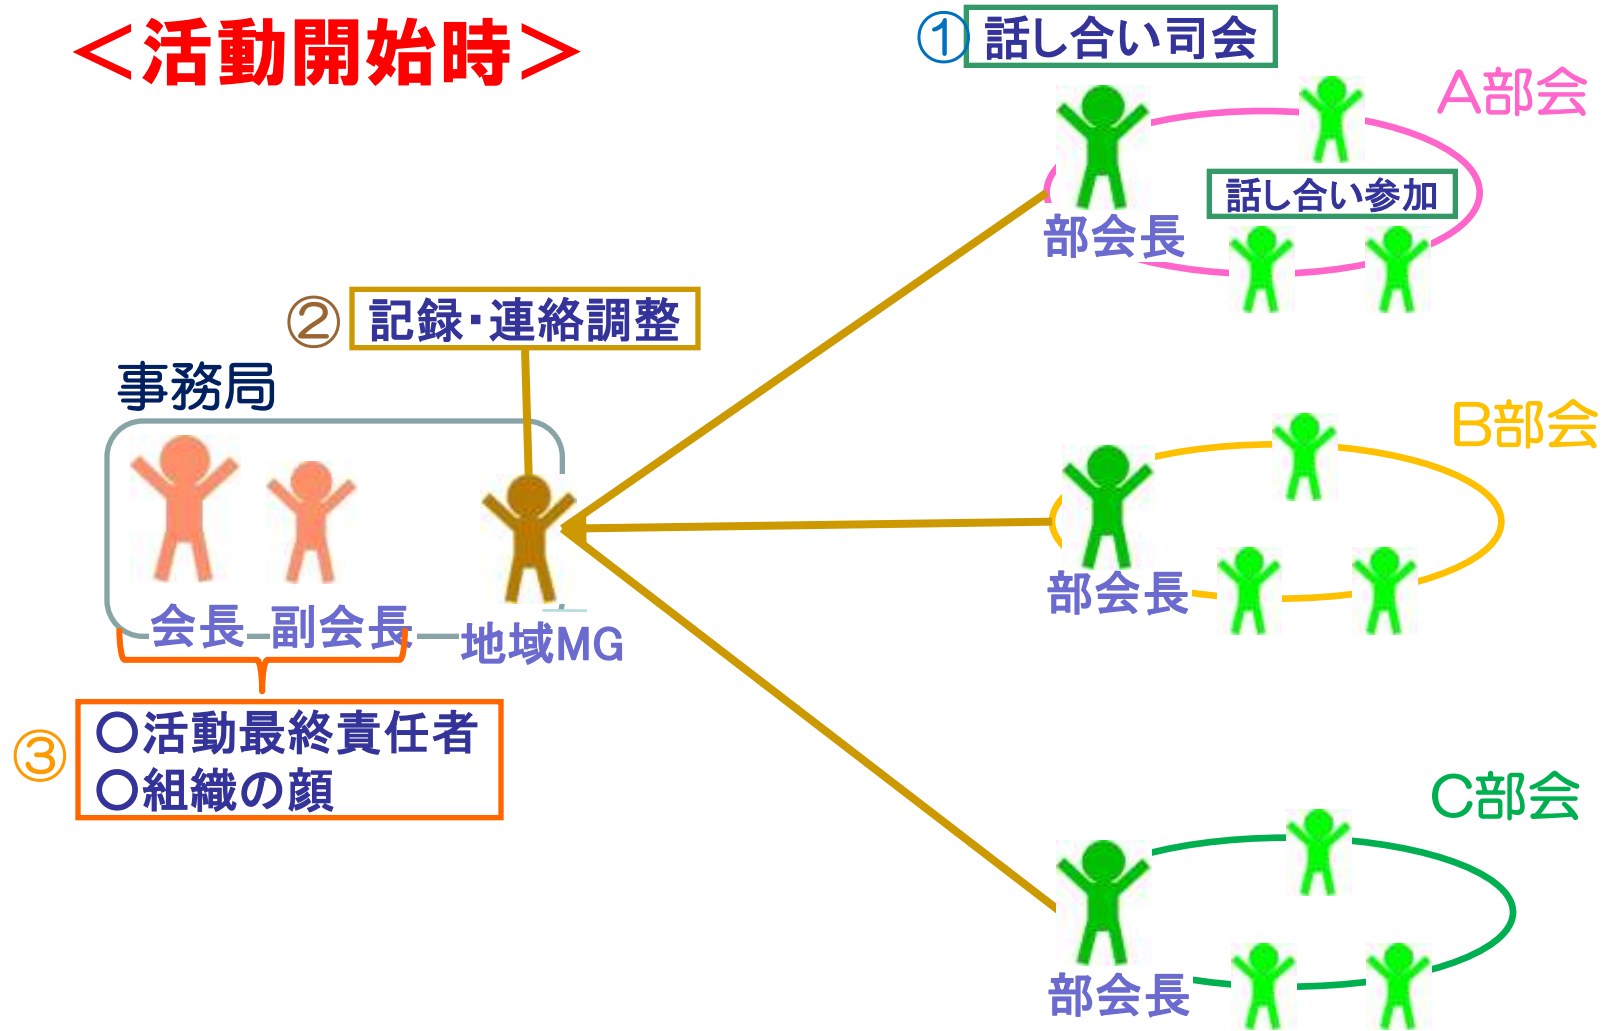 ＜活動開始時＞
①話し合い司会
A部会
話し合い参加
部会長
②記録・連絡調整
事務局
会長
副会長
地域MG
B部会
部会長
③
○活動最終責任者
○組織の顔
C部会
部会長